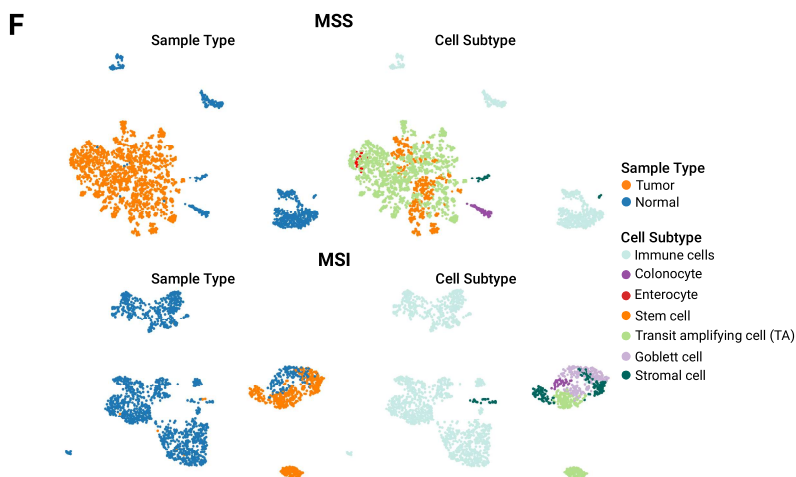 F
MSS
Sample Type
Cell Subtype
MSI
Sample Type
Cell Subtype
Sample Type
Tumor
Normal
Cell Subtype
Immune cells
Colonocyte
Enterocyte
Stem cell
Transit amplifying cell (TA)
Goblett cell
Stromal cell